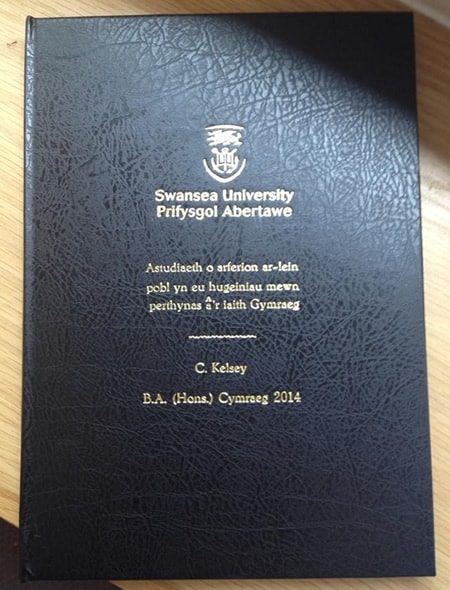 Swansea University
Prifysgol Abertawe
Astudiaeth o arferion ar-lein
pobl yn eu hugeiniau mewn
perthynas â'r iaith Gymraeg
C. Kelsey
B.A. (Hons.) Cymraeg 2014